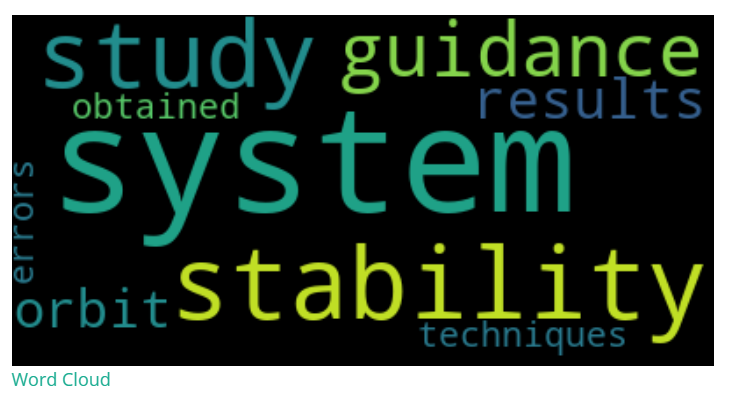 study
guidance
obtained
results
system
errors
stability
orbit
techniques
Word Cloud